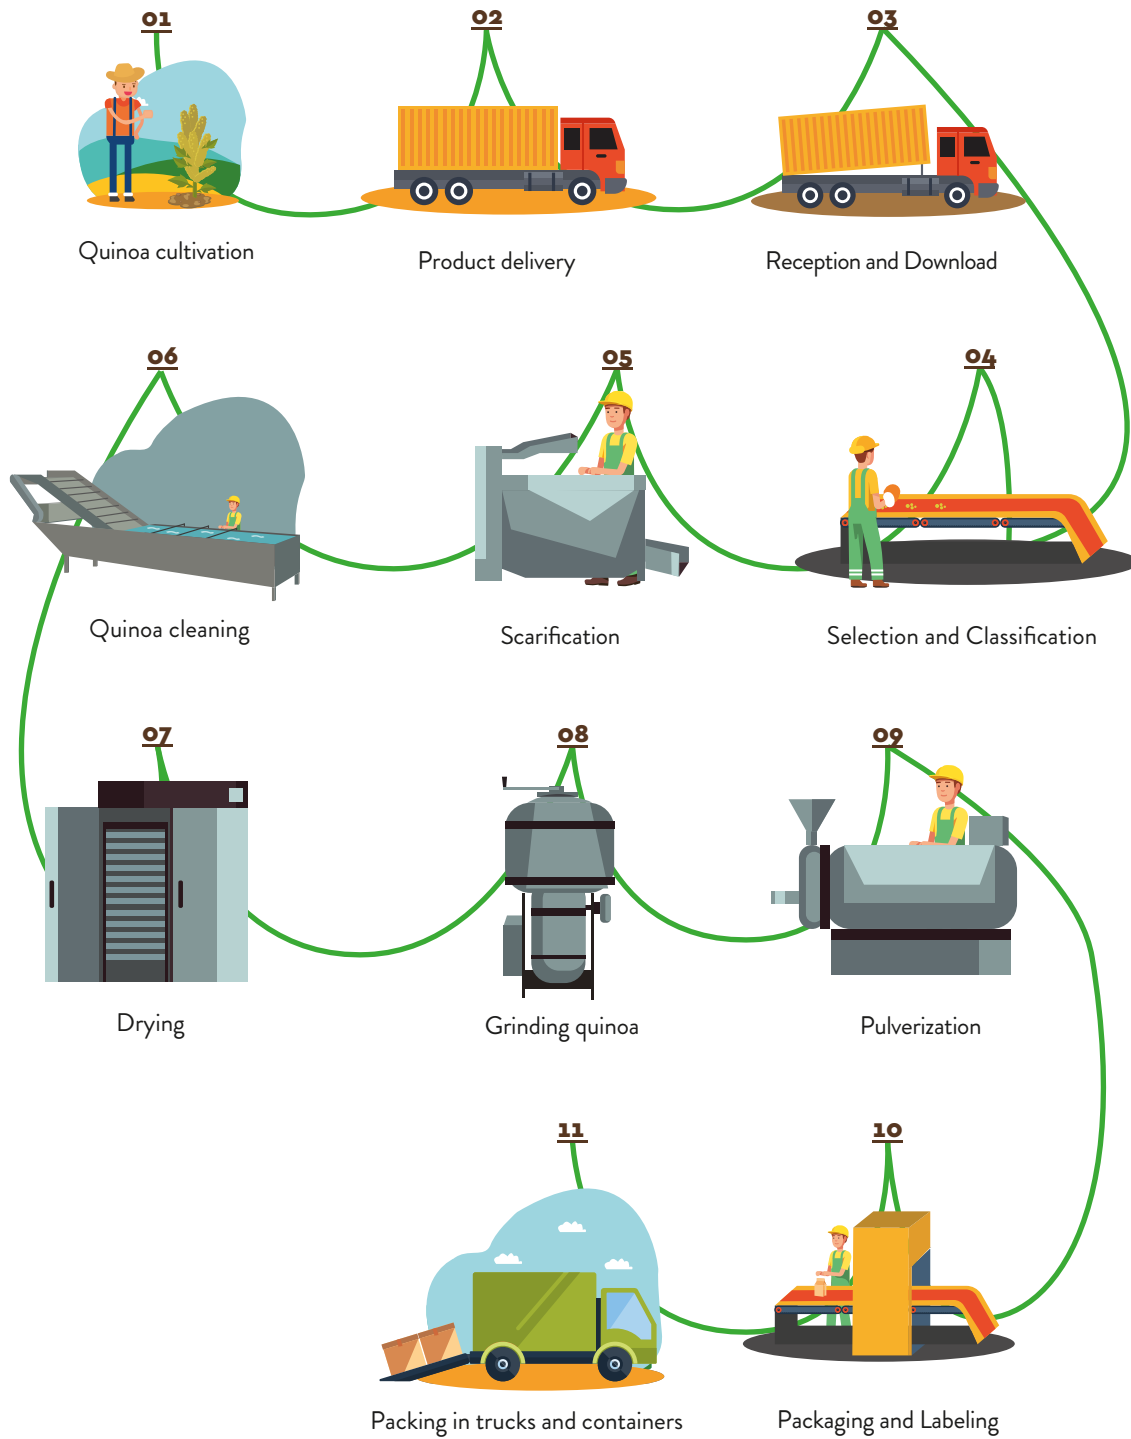 01
Quinoa cultivation
02
Product delivery
03
Reception and Download
04
Selection and Classification
05
Scarification
06
Quinoa cleaning
07
Drying
08
Grinding quinoa
09
Pulverization
10
Packaging and Labeling
11
Packing in trucks and containers